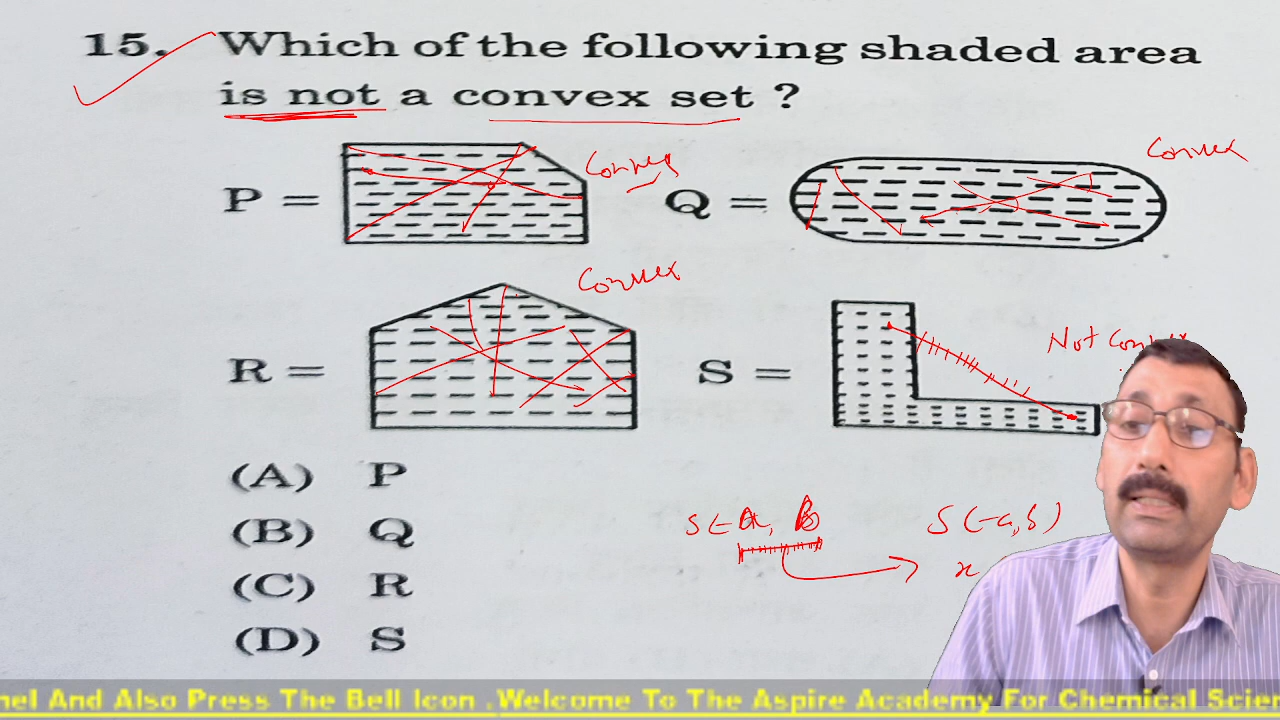 15. Which of the following shaded area
is not a convex set ?
P = Convex Q = Convex
R = Convex S = Not
(A) P
(B) Q
(C) R
(D) S
nel And Also Press The Bell Icon .Welcome To The Aspire Academy For Chemical Scien